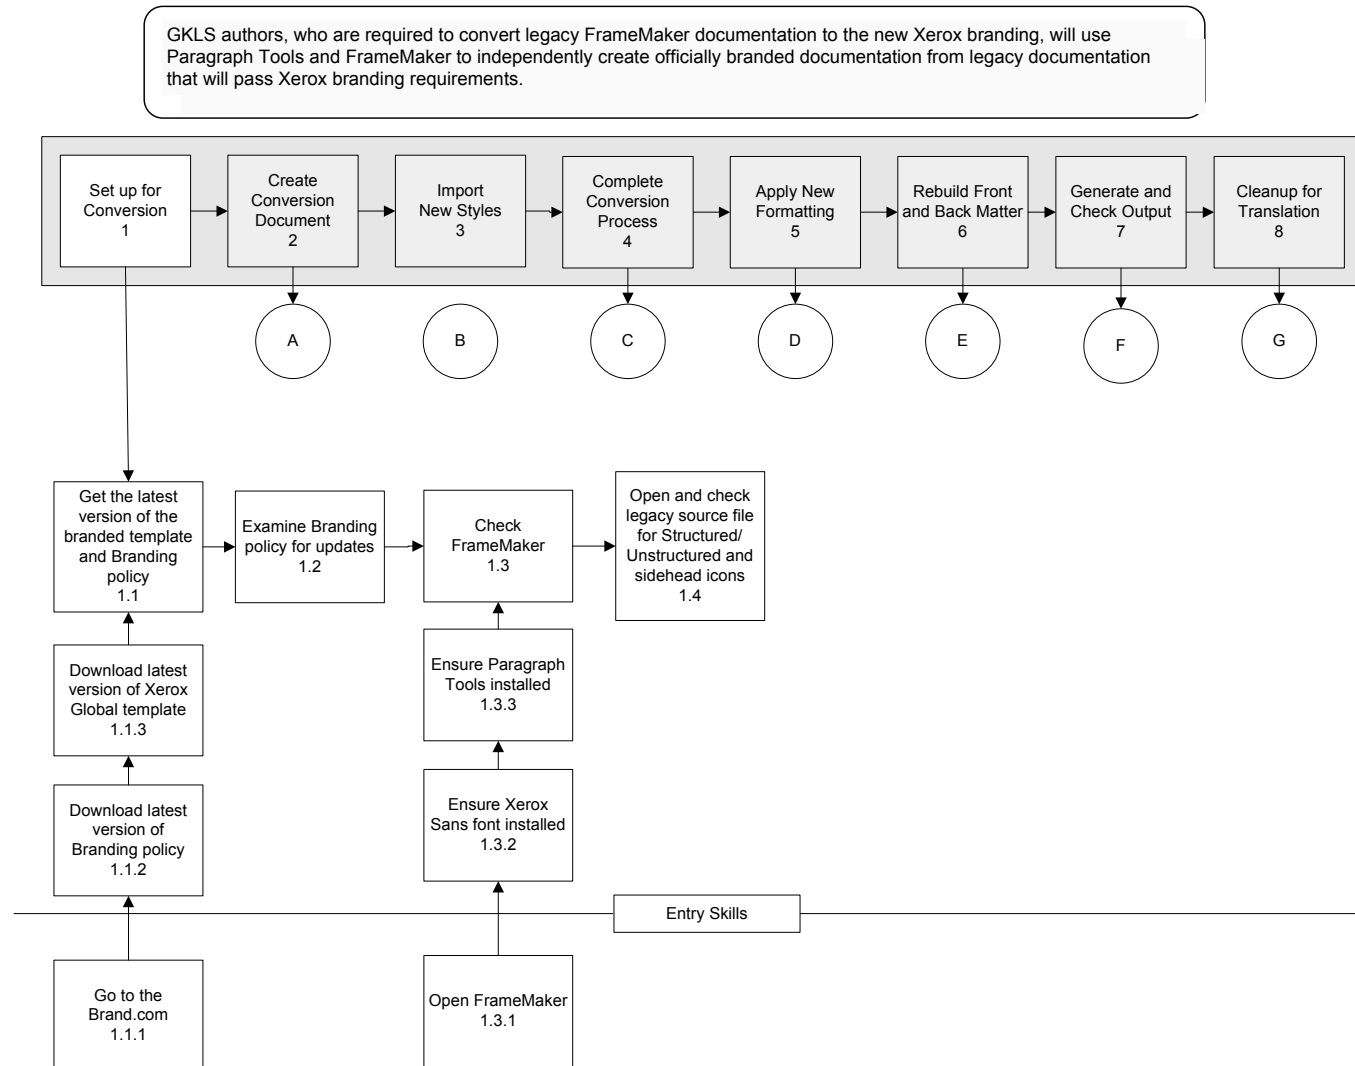 GKLS authors, who are required to convert legacy FrameMaker documentation to the new Xerox branding, will use
Paragraph Tools and FrameMaker to independently create officially branded documentation from legacy documentation
that will pass Xerox branding requirements.
Set up for
Conversion
1
Create
Conversion
Document
2
Import
New Styles
3
Complete
Conversion
Process
4
Apply New
Formatting
5
Rebuild Front
and Back Matter
6
Generate and
Check Output
7
Cleanup for
Translation
8
A
B
C
D
E
F
G
Get the latest
version of the
branded template
and Branding
policy
1.1
Examine Branding
policy for updates
1.2
Check
FrameMaker
1.3
Open and check
legacy source file
for Structured/
Unstructured and
sidehead icons
1.4
Download latest
version of Xerox
Global template
1.1.3
Ensure Paragraph
Tools installed
1.3.3
Download latest
version of
Branding policy
1.1.2
Ensure Xerox
Sans font installed
1.3.2
Entry Skills
Go to the
Brand.com
1.1.1
Open FrameMaker
1.3.1